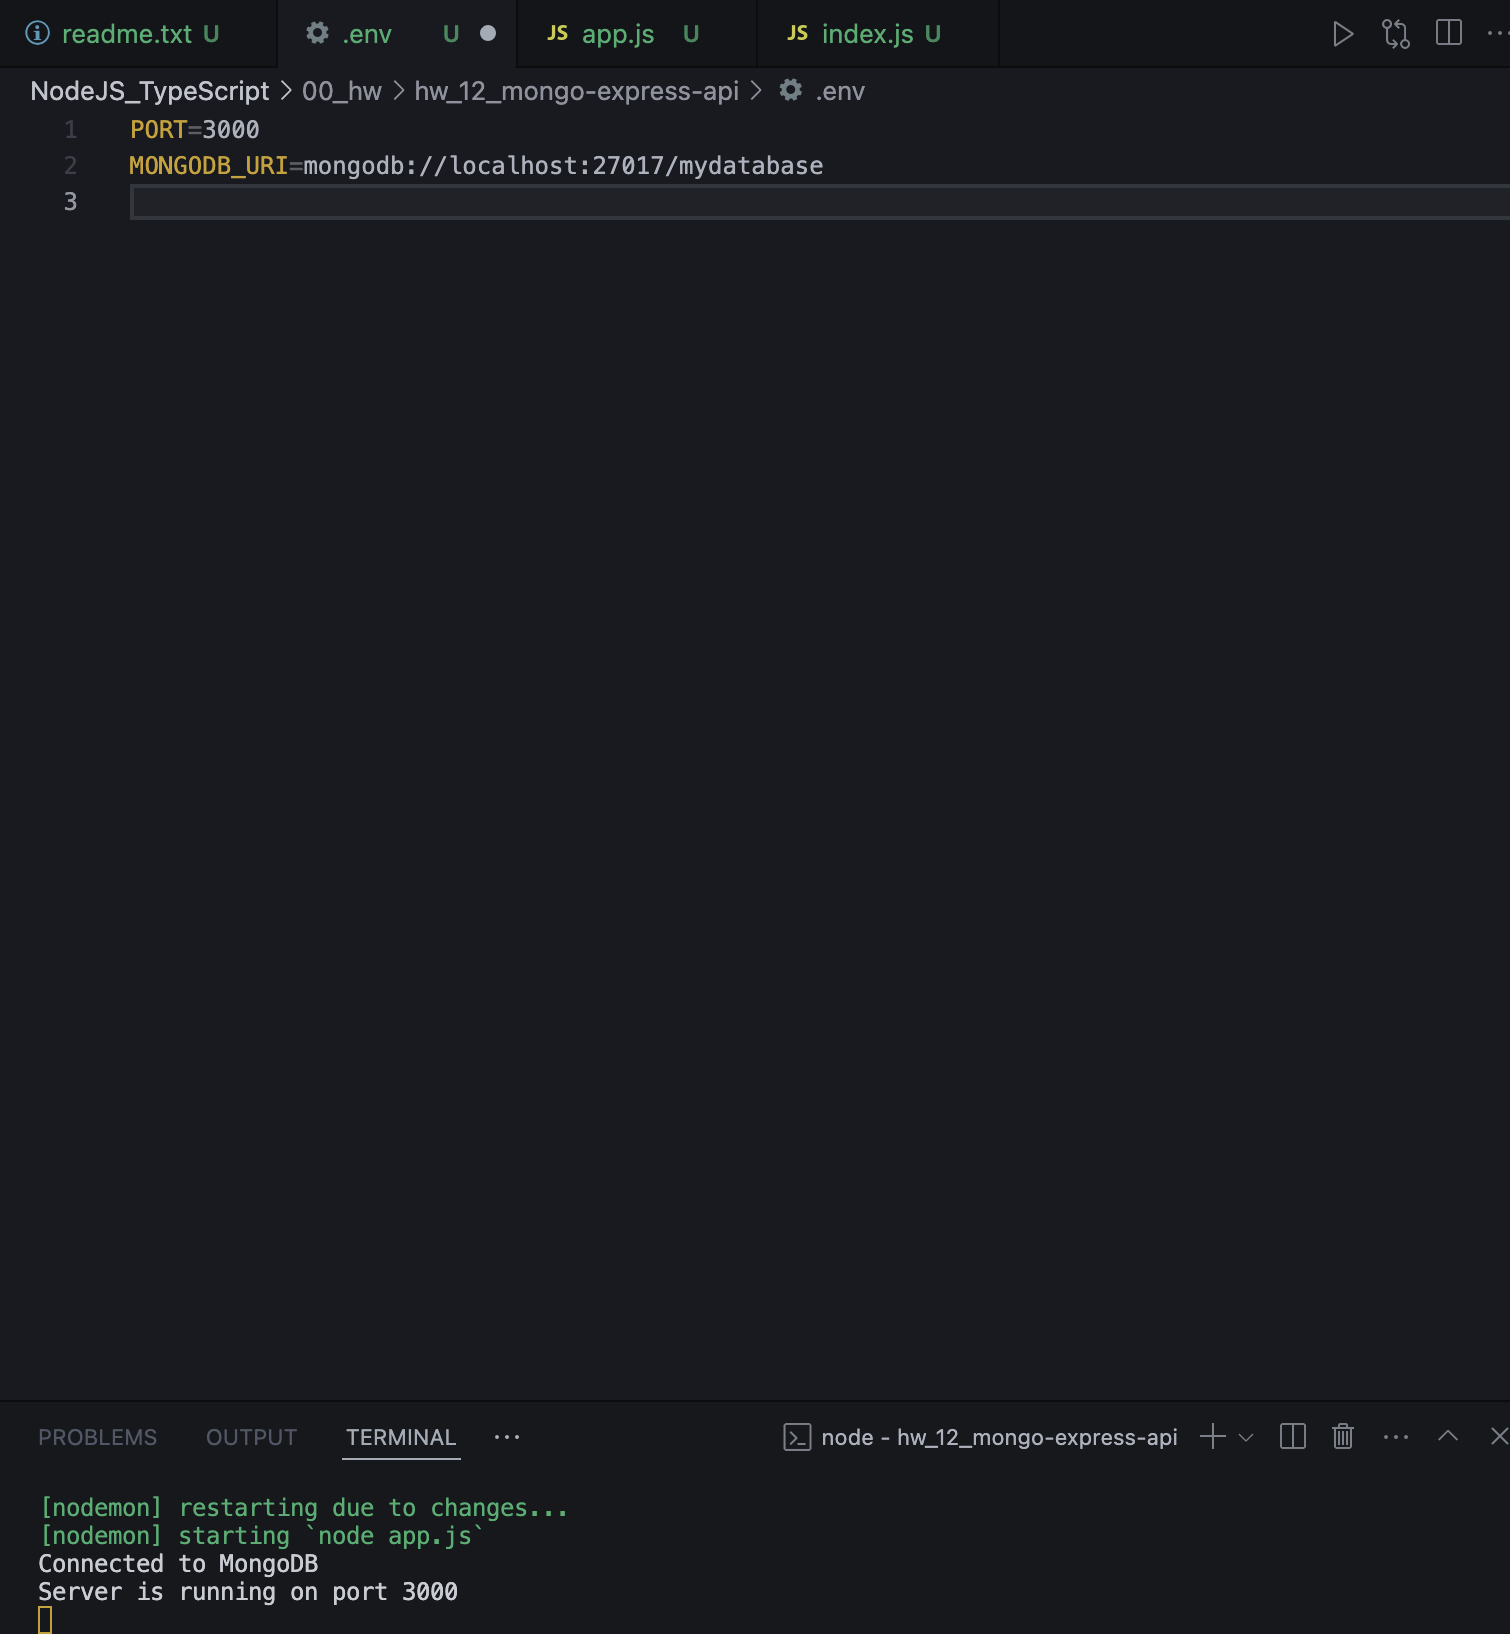 readme.txt U .env U JS app.js U JS index.js U
NodeJS_TypeScript > 00_hw > hw_12_mongo-express-api > .env
1 PORT=3000
2 MONGODB_URI=mongodb://localhost:27017/mydatabase
3
PROBLEMS OUTPUT TERMINAL ··· node - hw_12_mongo-express-api
[nodemon] restarting due to changes...
[nodemon] starting `node app.js`
Connected to MongoDB
Server is running on port 3000